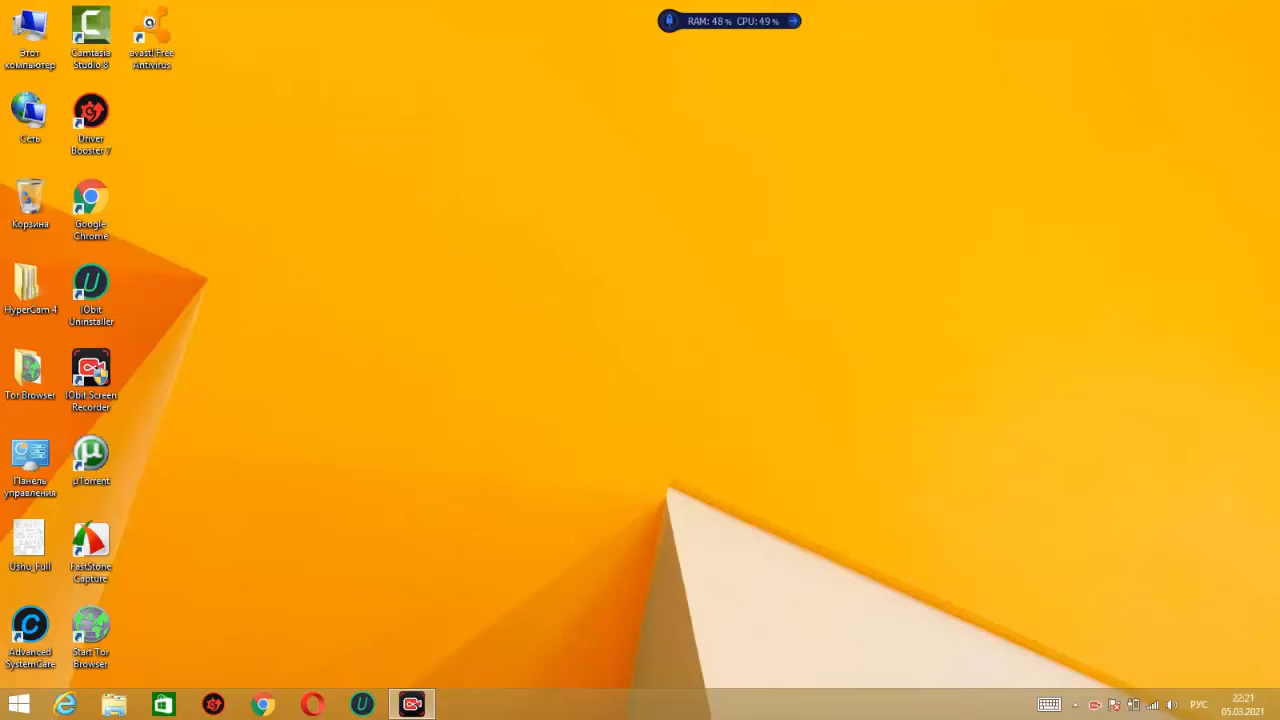 Этот
компьютер
Camtasia
Studio 8
avast! Free
Antivirus
RAM: 48 % CPU: 49 %
Сеть
Driver
Booster 7
Корзина
Google
Chrome
HyperCam 4
IObit
Uninstaller
Tor Browser
IObit Screen
Recorder
Панель
управления
µTorrent
Ushu_Full
FastStone
Capture
Advanced
SystemCare
Start Tor
Browser
РУС
22:21
05.03.2021